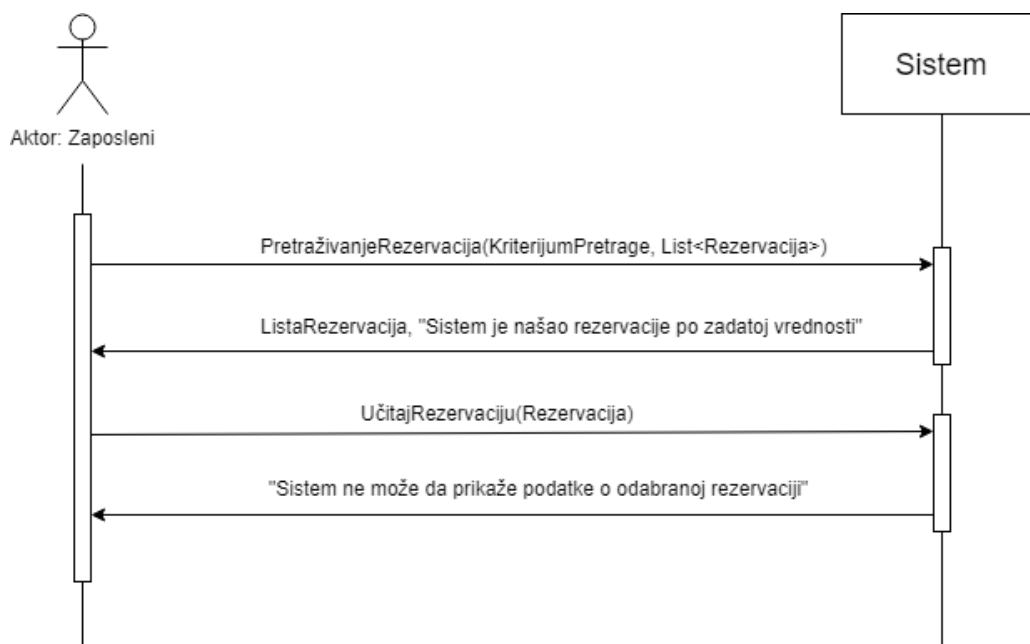 Sistem
Aktor: Zaposleni
PretraživanjeRezervacija(KriterijumPretrage, List<Rezervacija>)
ListaRezervacija, "Sistem je našao rezervacije po zadatoj vrednosti"
UčitajRezervaciju(Rezervacija)
"Sistem ne može da prikaže podatke o odabranoj rezervaciji"